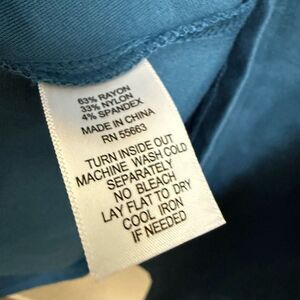 63% RAYON
33% NYLON
4% SPANDEX
MADE IN CHINA
RN 55663
TURN INSIDE OUT
MACHINE WASH COLD
SEPARATELY
NO BLEACH
LAY FLAT TO DRY
COOL IRON
IF NEEDED